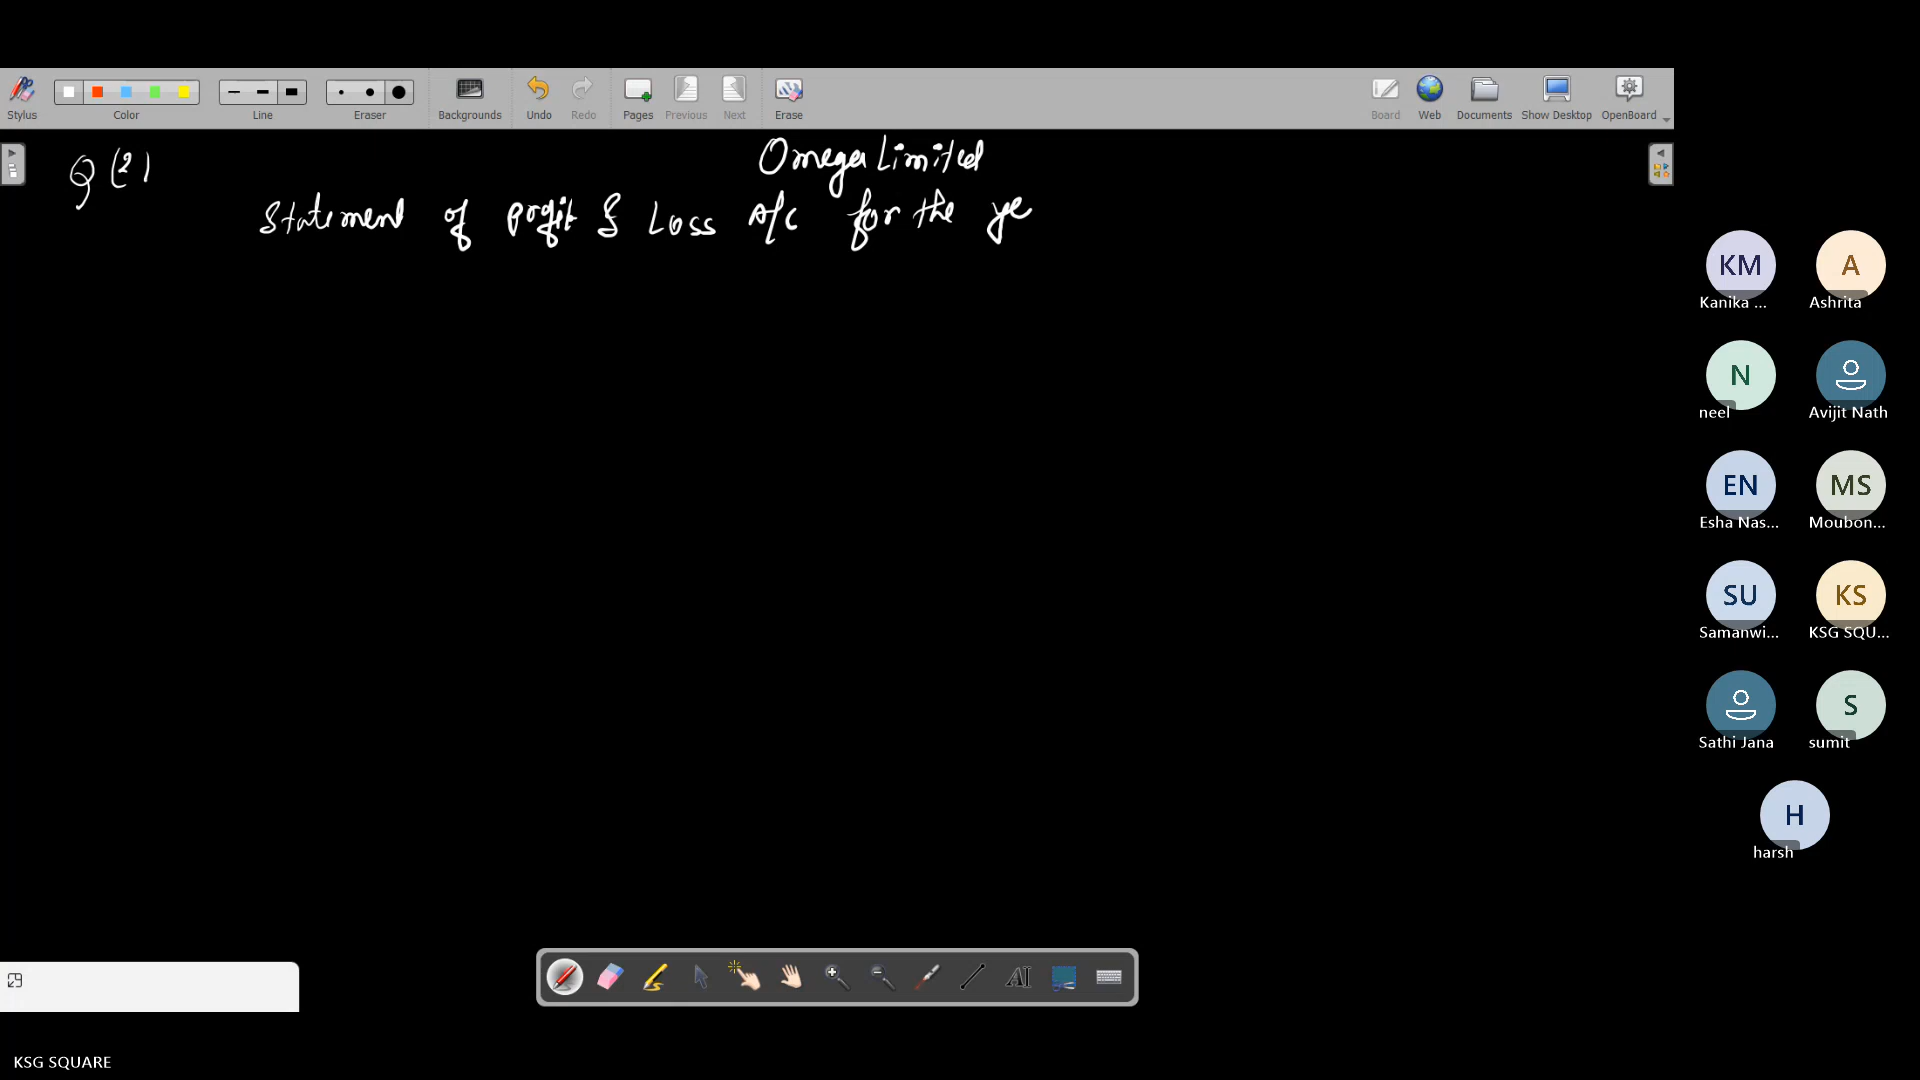 Stylus
Color
Line
Eraser
Backgrounds
Undo
Redo
Pages
Previous
Next
Erase
Board
Web
Documents
Show Desktop
OpenBoard
Q (2)
Omega Limited
Statement of Profit & Loss A/c for the ye
KM
Kanika ...
A
Ashrita
N
neel
Avijit Nath
EN
Esha Nas...
MS
Moubon...
SU
Samanwi...
KS
KSG SQU...
Sathi Jana
S
sumit
H
harsh
AI
KSG SQUARE